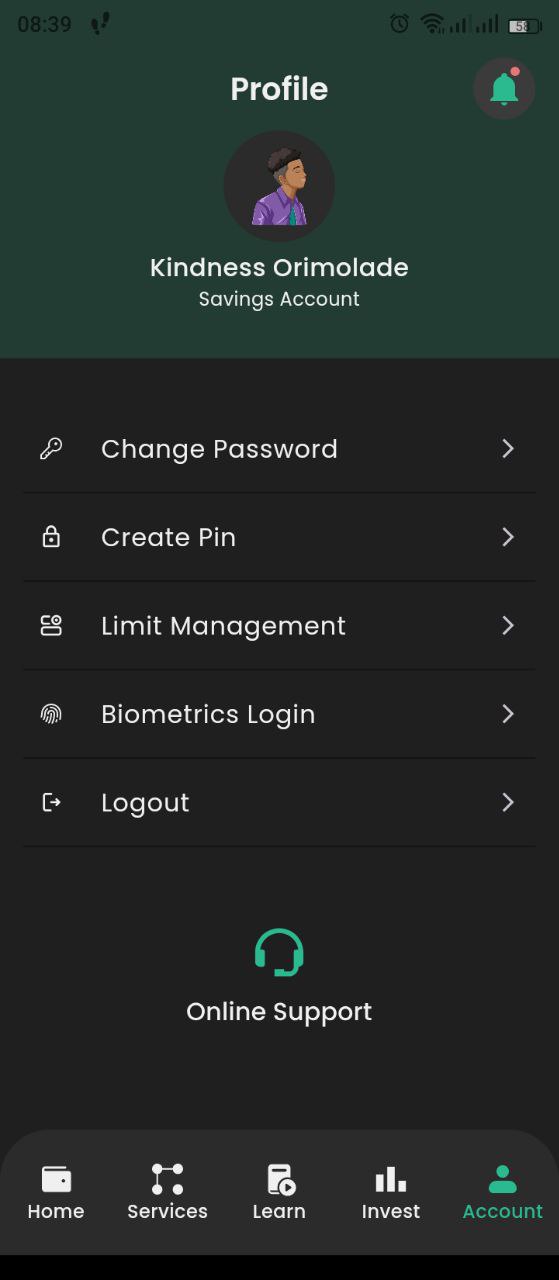 08:39
58
Profile
Kindness Orimolade
Savings Account
Change Password
Create Pin
Limit Management
Biometrics Login
Logout
Online Support
Home
Services
Learn
Invest
Account